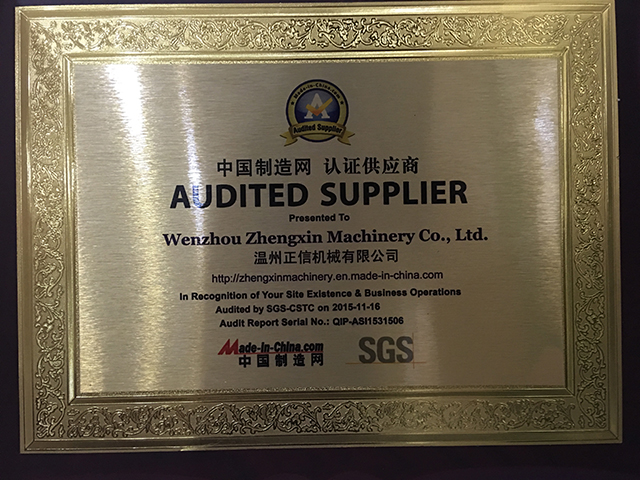 Made-in-China.com
Audited Supplier
中国制造网 认证供应商
AUDITED SUPPLIER
Presented To
Wenzhou Zhengxin Machinery Co., Ltd.
温州正信机械有限公司
http://zhengxinmachinery.en.made-in-china.com
In Recognition of Your Site Existence & Business Operations
Audited by SGS-CSTC on 2015-11-16
Audit Report Serial No.: QIP-ASI1531506
Made-in-China.com
中国制造网
SGS